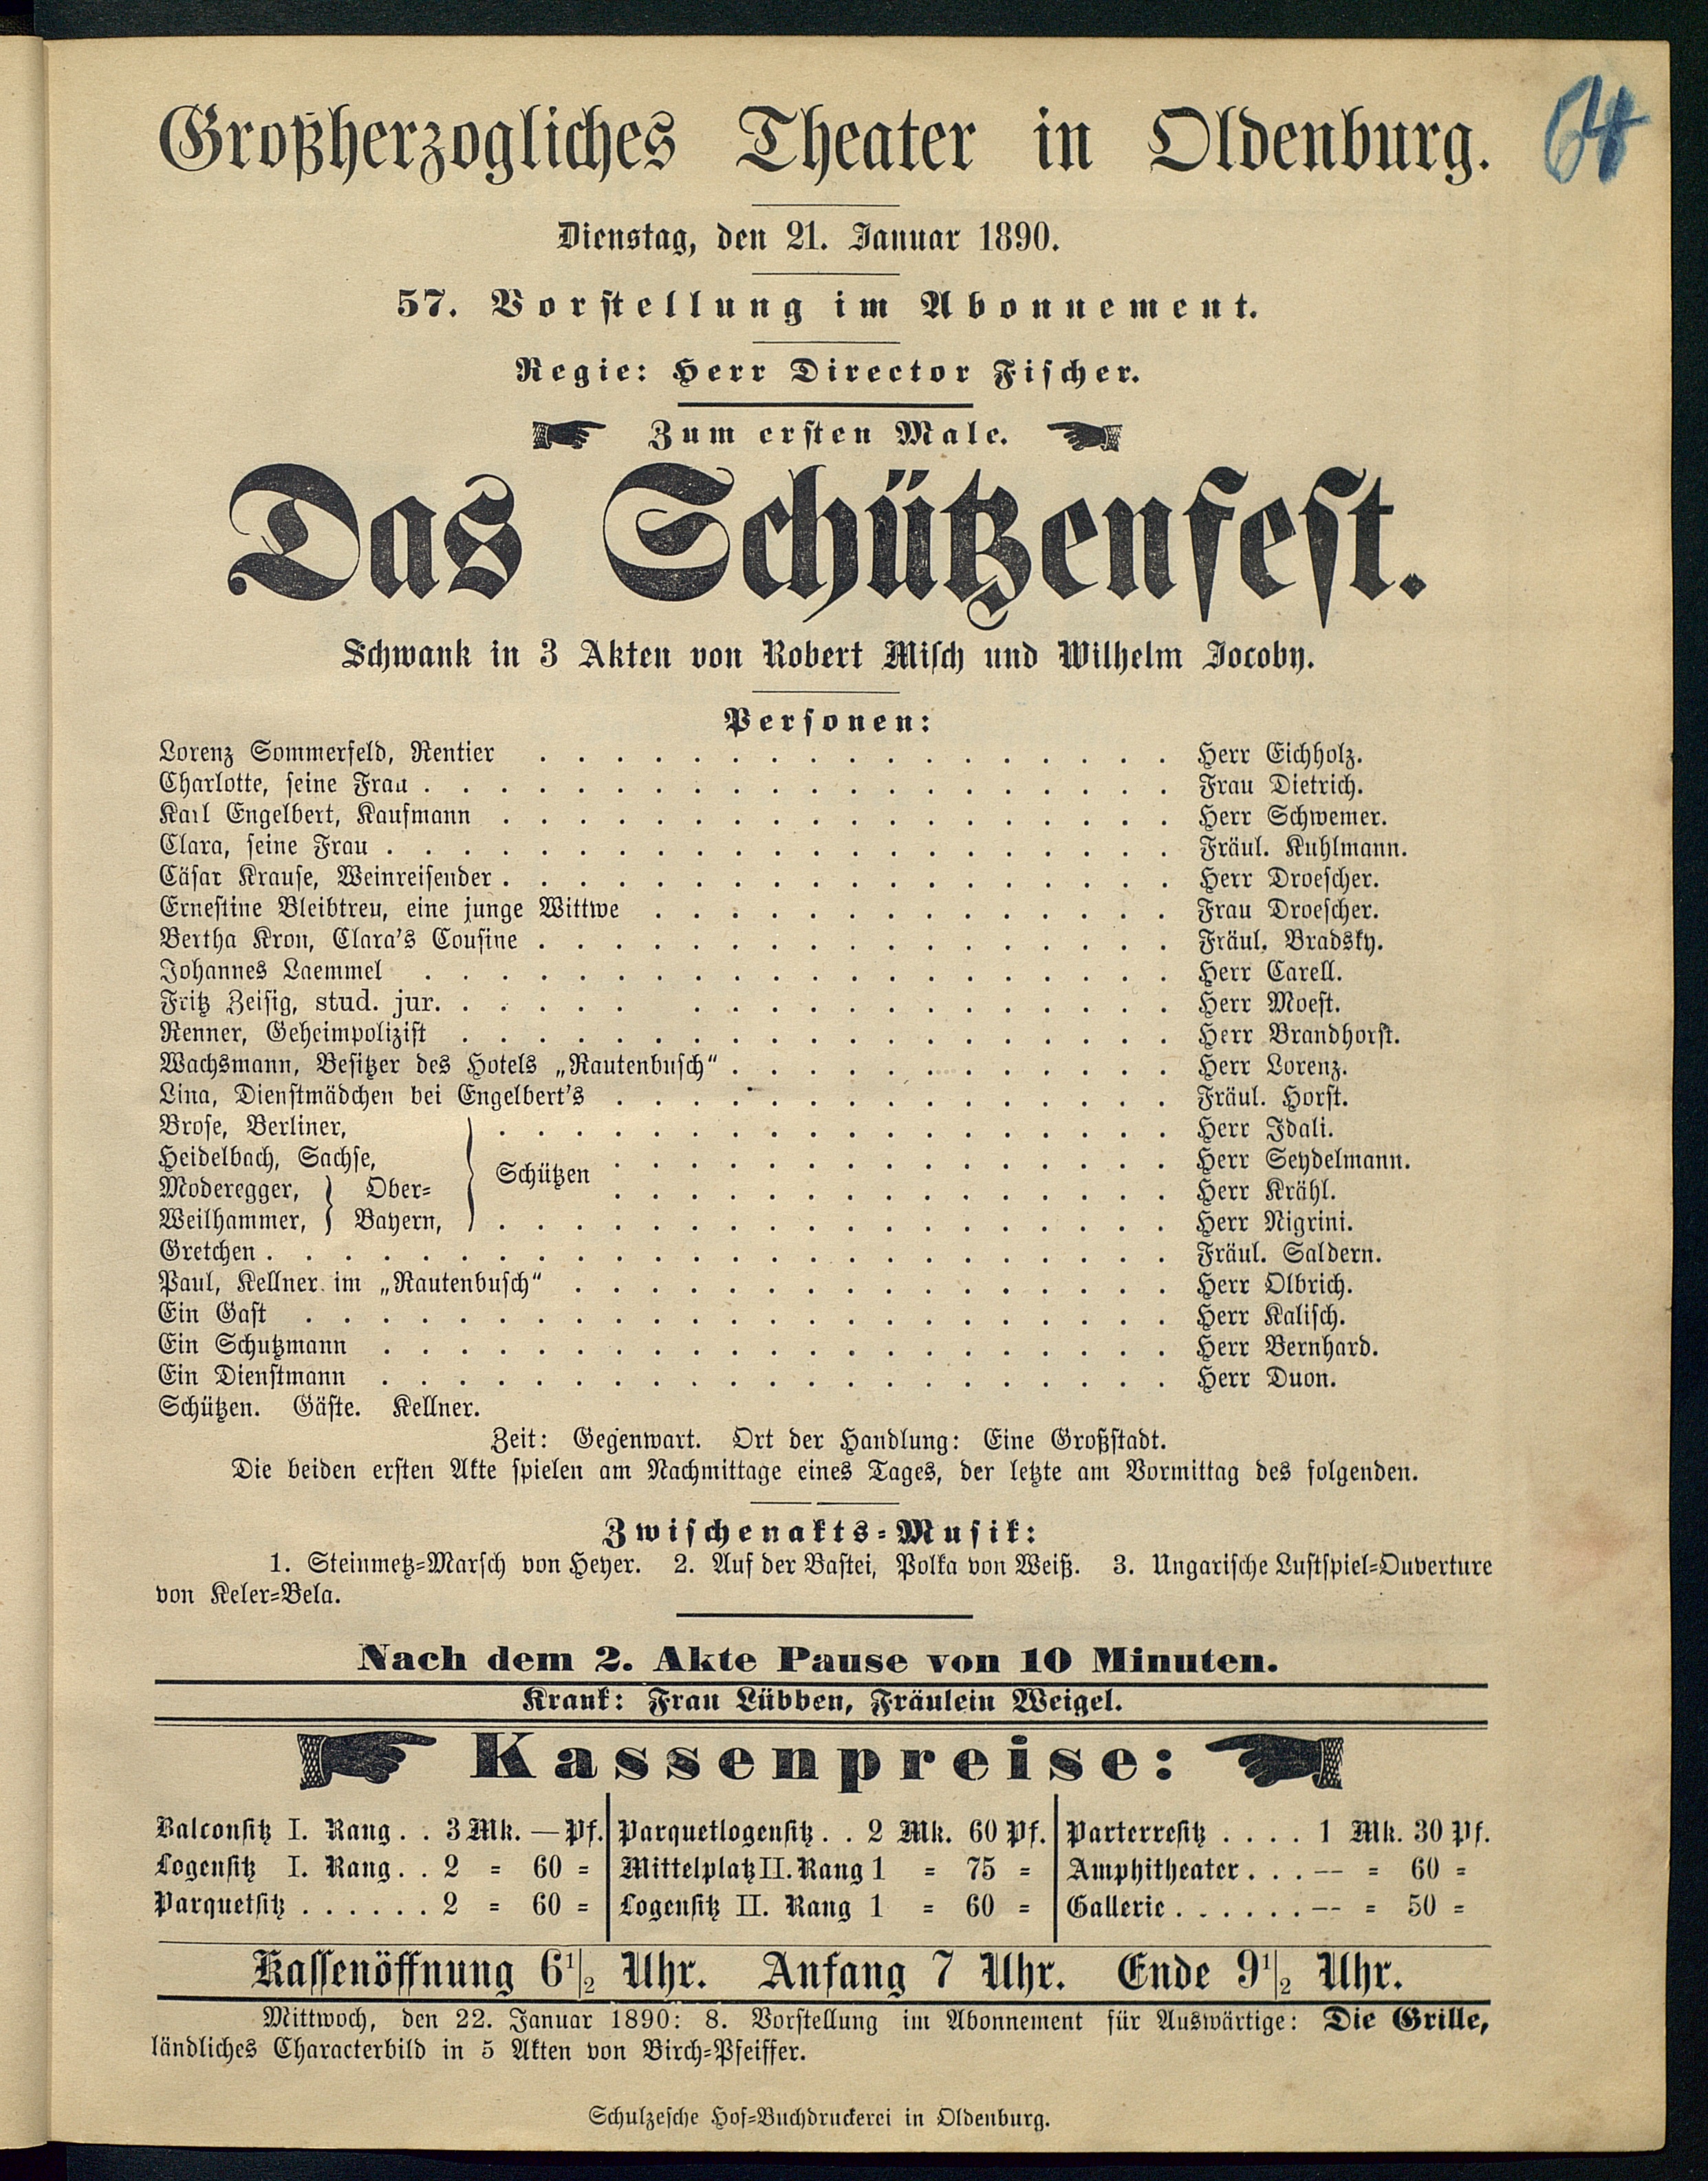 Großherzogliches Theater in Oldenburg.
64
Dienstag, den 21. Januar 1890.
57. Vorstellung im Abonnement.
Regie: Herr Director Fischer.
Zum ersten Male.
Das Schützenfest.
Schwank in 3 Akten von Robert Misch und Wilhelm Jocoby.
Personen:
Lorenz Sommerfeld, Rentier . . . . . Herr Eichholz.
Charlotte, seine Frau . . . . . Frau Dietrich.
Karl Engelbert, Kaufmann . . . . . Herr Schwemer.
Clara, seine Frau . . . . . Fräul. Kuhlmann.
Cäsar Krause, Weinreisender . . . . . Herr Droescher.
Ernestine Bleibtreu, eine junge Wittwe . . . . . Frau Droescher.
Bertha Kron, Clara's Cousine . . . . . Fräul. Bradsky.
Johannes Laemmel . . . . . Herr Carell.
Fritz Zeisig, stud. jur. . . . . . Herr Moest.
Renner, Geheimpolizist . . . . . Herr Brandhorst.
Wachsmann, Besitzer des Hotels „Rautenbusch“ . . . . . Herr Lorenz.
Lina, Dienstmädchen bei Engelbert's . . . . . Fräul. Horst.
Brose, Berliner, . . . . . Herr Idali.
Heidelbach, Sachse, . . . . . Herr Seydelmann.
Schützen
Moderegger, } Ober= . . . . . Herr Krähl.
Weilhammer, } Bayern, . . . . . Herr Nigrini.
Gretchen . . . . . Fräul. Saldern.
Paul, Kellner im „Rautenbusch“ . . . . . Herr Olbrich.
Ein Gast . . . . . Herr Kalisch.
Ein Schutzmann . . . . . Herr Bernhard.
Ein Dienstmann . . . . . Herr Duon.
Schützen. Gäste. Kellner.
Zeit: Gegenwart. Ort der Handlung: Eine Großstadt.
Die beiden ersten Akte spielen am Nachmittage eines Tages, der letzte am Vormittag des folgenden.
Zwischenakts=Musik:
1. Steinmetz=Marsch von Heyer. 2. Auf der Bastei, Polka von Weiß. 3. Ungarische Lustspiel=Ouverture
von Keler=Bela.
Nach dem 2. Akte Pause von 10 Minuten.
Krank: Frau Lübben, Fräulein Weigel.
Kassenpreise:
Balconsitz I. Rang . . 3 Mk. — Pf. | Parquetlogensitz . . 2 Mk. 60 Pf. | Parterresitz . . . . 1 Mk. 30 Pf.
Logensitz I. Rang . . 2 = 60 = | Mittelplatz II. Rang 1 = 75 = | Amphitheater . . . — = 60 =
Parquetsitz . . . . . . 2 = 60 = | Logensitz II. Rang 1 = 60 = | Gallerie . . . . . . — = 50 =
Kassenöffnung 6 1/2 Uhr. Anfang 7 Uhr. Ende 9 1/2 Uhr.
Mittwoch, den 22. Januar 1890: 8. Vorstellung im Abonnement für Auswärtige: Die Grille,
ländliches Characterbild in 5 Akten von Birch=Pfeiffer.
Schulzesche Hof=Buchdruckerei in Oldenburg.